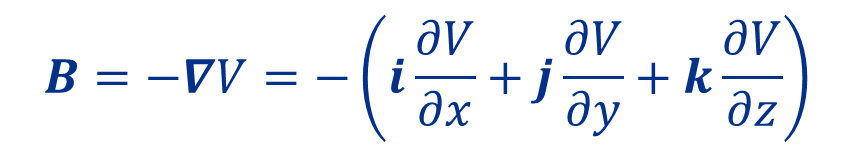 B = −∇V = −(i ∂V/∂x + j ∂V/∂y + k ∂V/∂z)